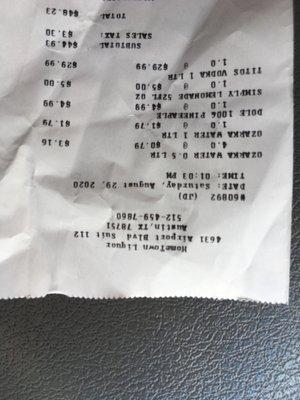 HomeTown Liquor
4631 Airport Blvd Suit 112
Austin,TX 78751
512-459-7860
#60892 (JD)
DATE: Saturday, August 29, 2020
TIME: 01:03 PM
OZARKA WATER 0.5 LTR
4.0 @ $0.79 $3.16
OZARKA WATER 1 LTR
1.0 @ $1.79 $1.79
DOLE 100% PINEEAPLE
1.0 @ $4.99 $4.99
SIMPLY LEMONADE 52FL OZ
1.0 @ $5.00 $5.00
TITOS VODKA 1 LTR
1.0 @ $29.99 $29.99
SUBTOTAL $44.93
SALES TAX: $3.30
TOTAL $48.23